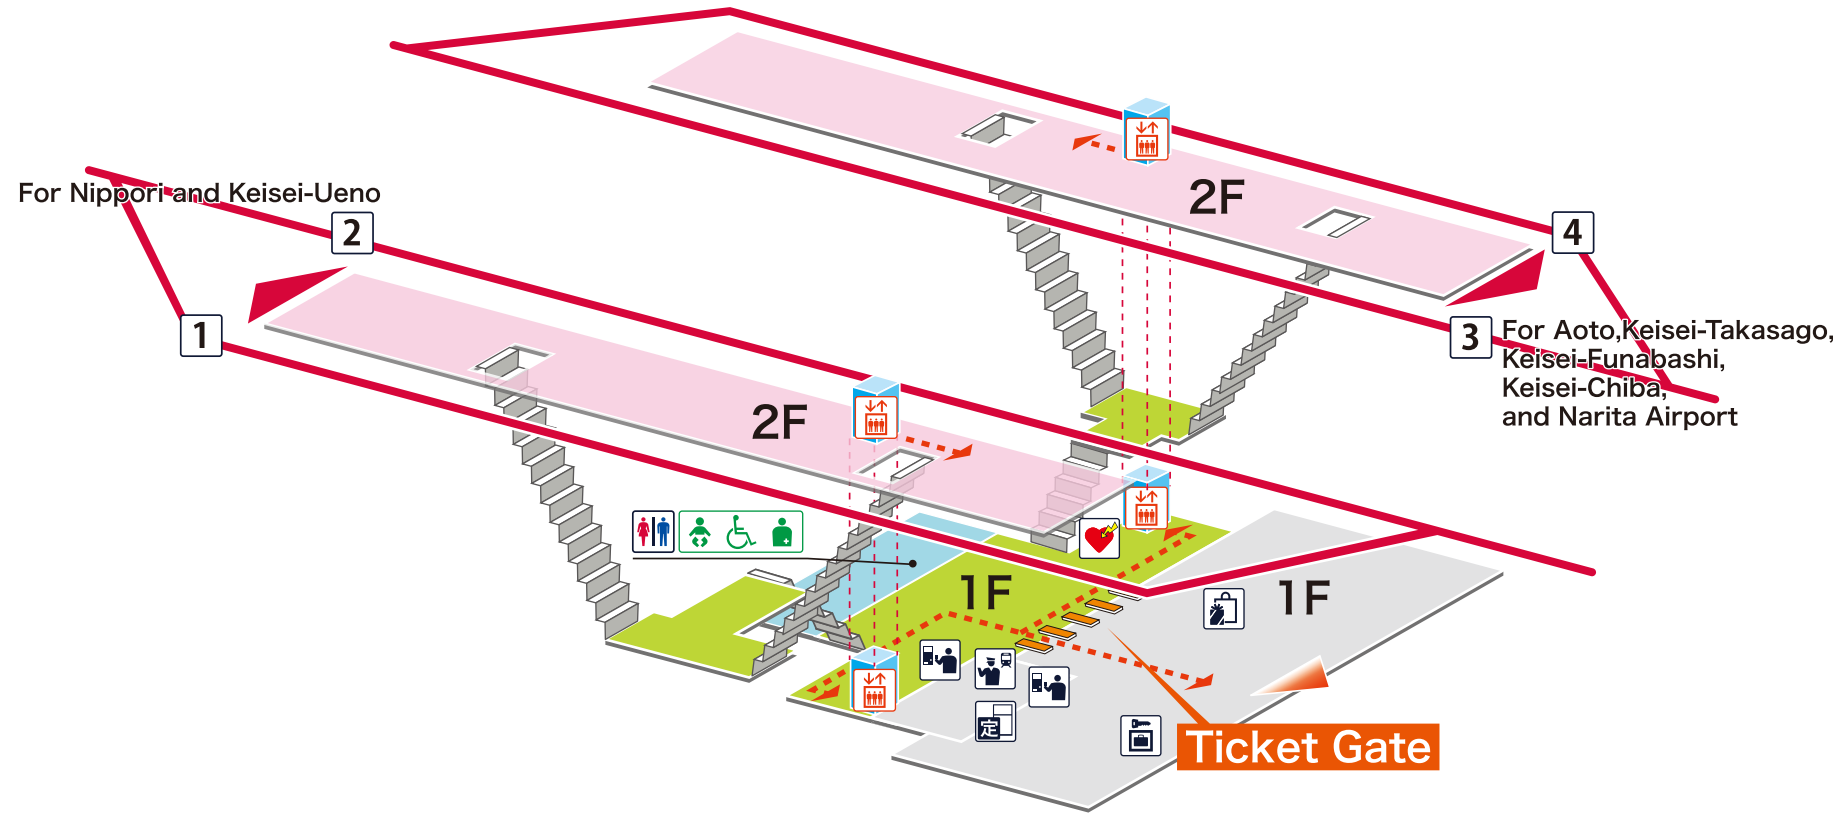 For Nippori and Keisei-Ueno
2
1
2F
4
3
For Aoto,Keisei-Takasago,
Keisei-Funabashi,
Keisei-Chiba,
and Narita Airport
2F
1F
1F
定
Ticket Gate